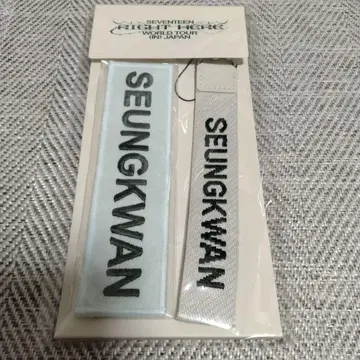 SEVENTEEN
RIGHT HERE
WORLD TOUR
[IN] JAPAN
SEUNGKWAN
SEUNGKWAN